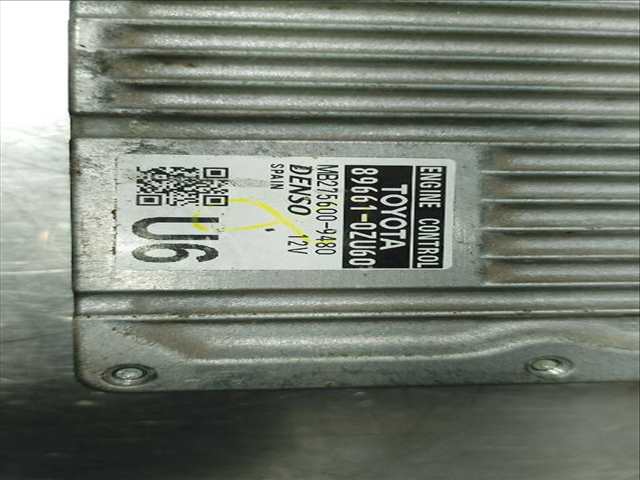 ENGINE CONTROL
TOYOTA
89661-0ZU60
MB275600-9480
DENSO 12V
SPAIN
U6